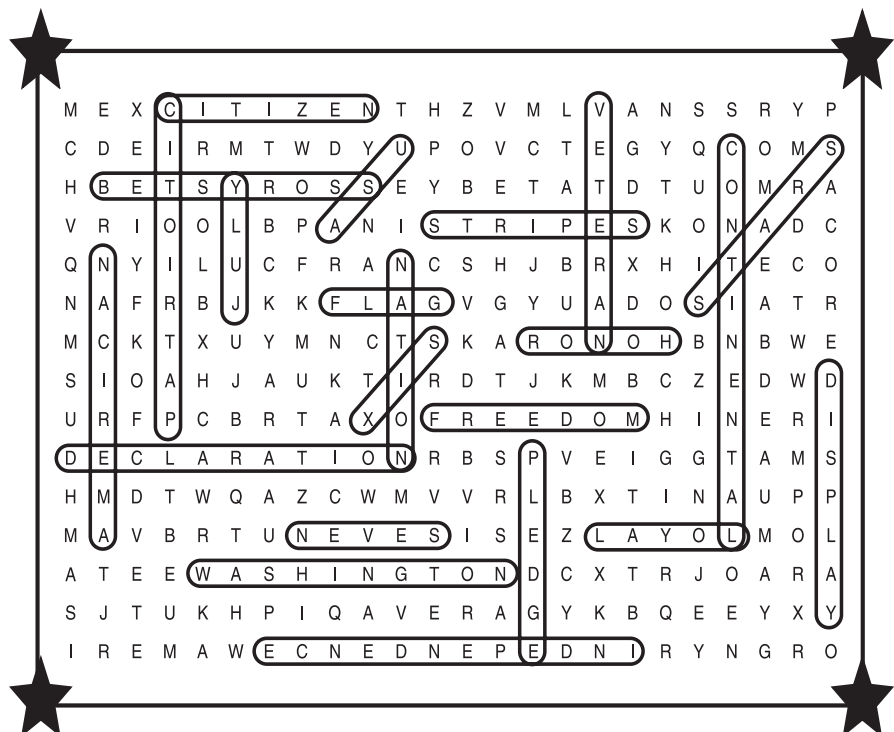 M E X C I T I Z E N T H Z V M L V A N S S R Y P
C D E I R M T W D Y U P O V C T E G Y Q C O M S
H B E T S Y R O S S E Y B E T A T D T U O M R A
V R I O O L B P A N I S T R I P E S K O N A D C
Q N Y I L U C F R A N C S H J B R X H I T E C O
N A F R B J K K F L A G V G Y U A D O S I A T R
M C K T X U Y M N C T S K A R O N O H B N B W E
S I O A H J A U K T I R D T J K M B C Z E D W D
U R F P C B R T A X O F R E E D O M H I N E R I
D E C L A R A T I O N R B S P V E I G G T A M S
H M D T W Q A Z C W M V V R L B X T I N A U P P
M A V B R T U N E V E S I S E Z L A Y O L M O L
A T E E W A S H I N G T O N D C X T R J O A R A
S J T U K H P I Q A V E R A G Y K B Q E E Y X Y
I R E M A W E C N E D N E P E D N I R Y N G R O